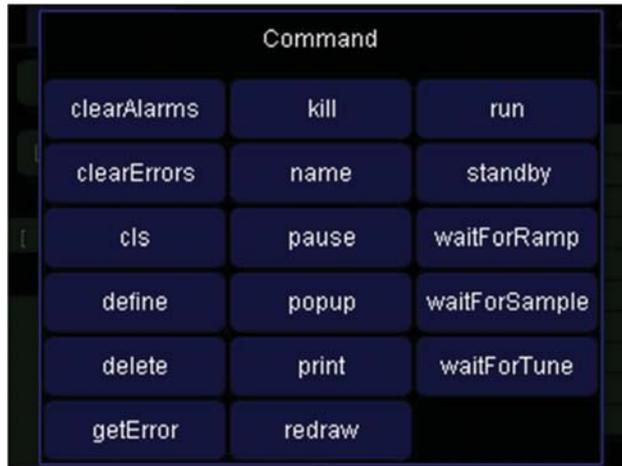 Command
clearAlarms kill run
clearErrors name standby
cls pause waitForRamp
define popup waitForSample
delete print waitForTune
getError redraw